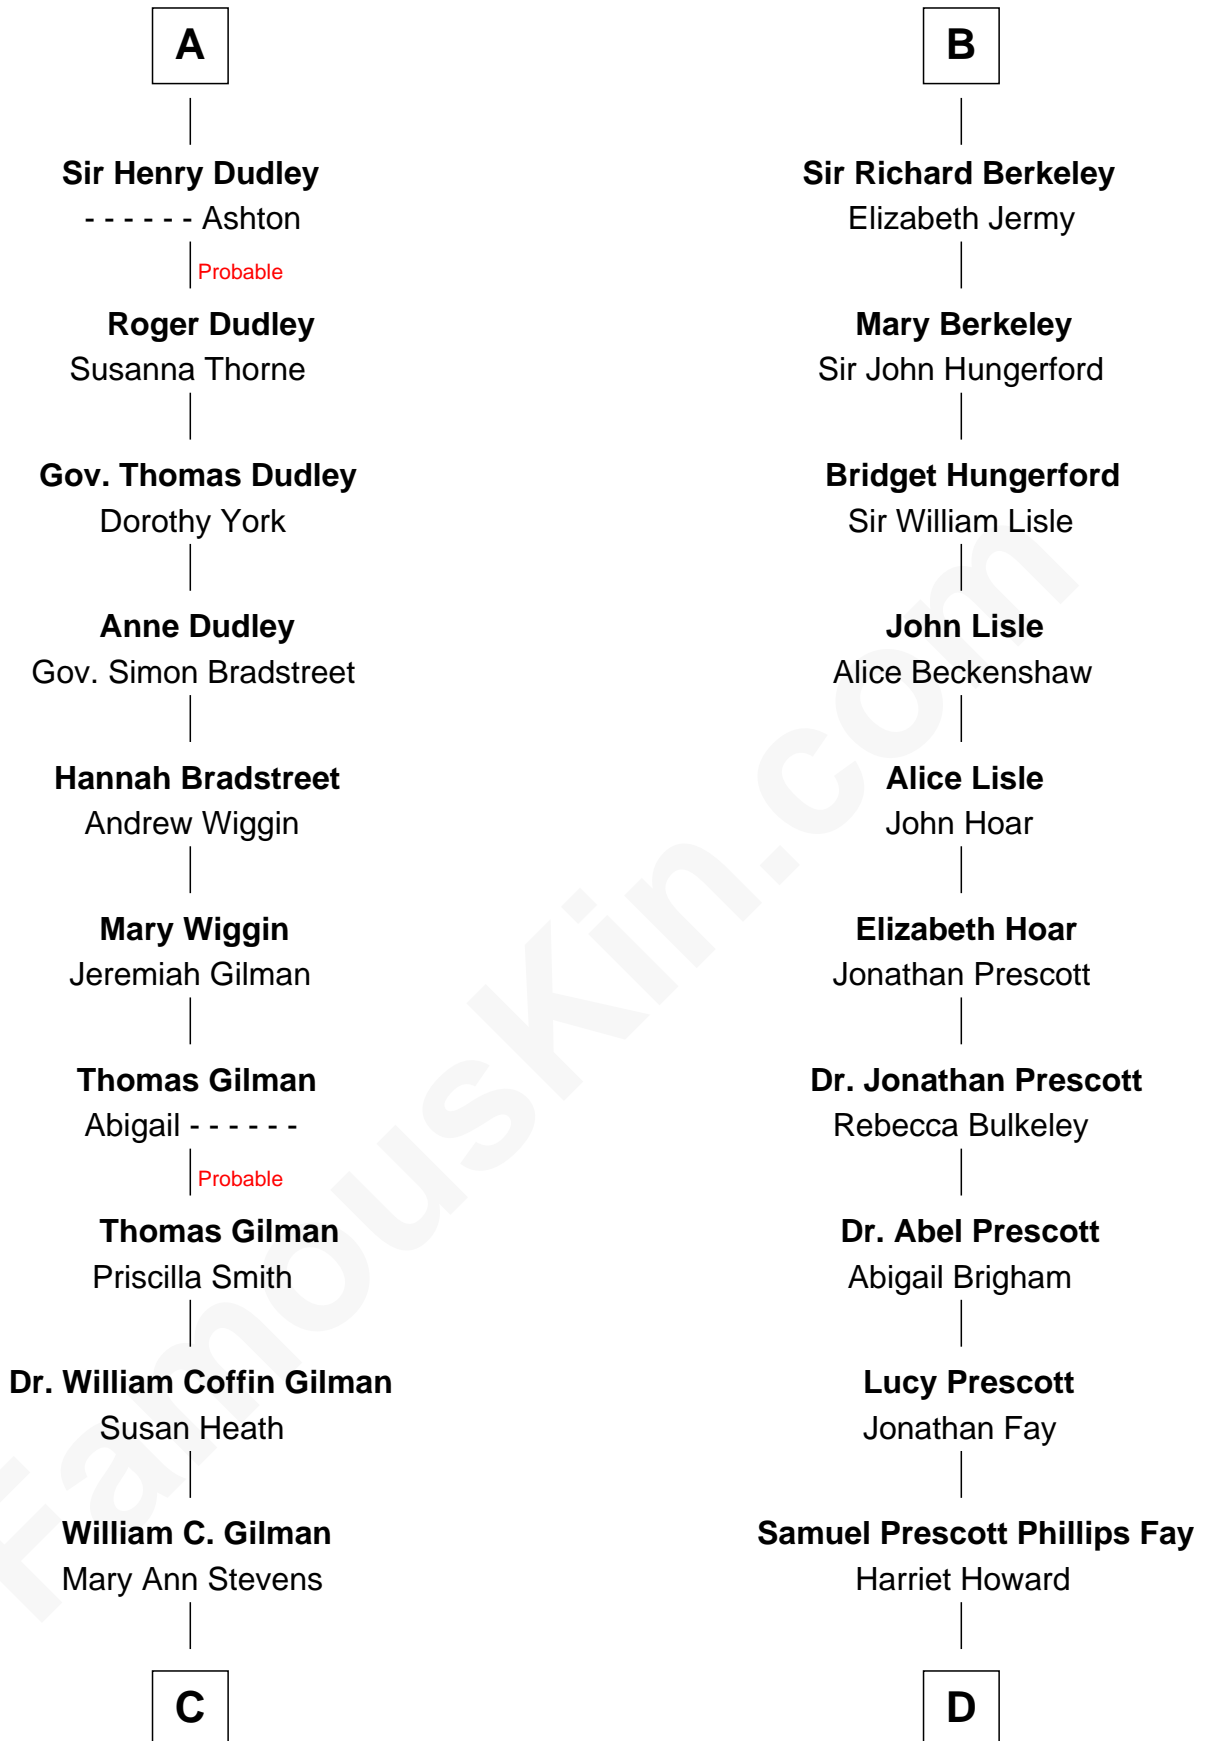 A
Sir Henry Dudley
- - - - - - Ashton
Probable
Roger Dudley
Susanna Thorne
Gov. Thomas Dudley
Dorothy York
Anne Dudley
Gov. Simon Bradstreet
Hannah Bradstreet
Andrew Wiggin
Mary Wiggin
Jeremiah Gilman
Thomas Gilman
Abigail - - - - - -
Probable
Thomas Gilman
Priscilla Smith
Dr. William Coffin Gilman
Susan Heath
William C. Gilman
Mary Ann Stevens
C
B
Sir Richard Berkeley
Elizabeth Jermy
Mary Berkeley
Sir John Hungerford
Bridget Hungerford
Sir William Lisle
John Lisle
Alice Beckenshaw
Alice Lisle
John Hoar
Elizabeth Hoar
Jonathan Prescott
Dr. Jonathan Prescott
Rebecca Bulkeley
Dr. Abel Prescott
Abigail Brigham
Lucy Prescott
Jonathan Fay
Samuel Prescott Phillips Fay
Harriet Howard
D
FamousKin.com